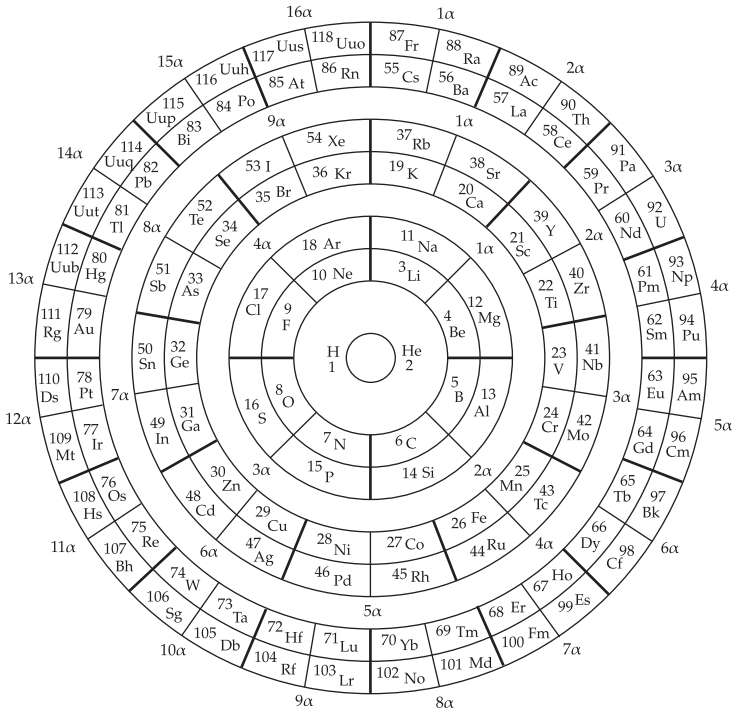 16α
1α
118 Uuo
87 Fr
117 Uus
88 Ra
15α
116 Uuh
86 Rn
55 Cs
89 Ac
2α
85 At
56 Ba
115 Uup
84 Po
57 La
90 Th
83 Bi
9α
1α
58 Ce
114 Uuq
54 Xe
37 Rb
91 Pa
14α
82 Pb
53 I
36 Kr
19 K
38 Sr
59 Pr
3α
113 Uut
35 Br
20 Ca
92 U
81 Tl
52 Te
39 Y
60 Nd
8α
34 Se
4α
18 Ar
11 Na
1α
21 Sc
2α
112 Uub
80 Hg
51 Sb
33 As
10 Ne
3 Li
22 Ti
40 Zr
61 Pm
93 Np
13α
17 Cl
9 F
4 Be
12 Mg
4α
111 Rg
79 Au
62 Sm
94 Pu
50 Sn
32 Ge
H 1
He 2
23 V
41 Nb
110 Ds
78 Pt
7α
8 O
5 B
13 Al
3α
63 Eu
95 Am
12α
49 In
31 Ga
16 S
7 N
6 C
24 Cr
42 Mo
5α
109 Mt
77 Ir
15 P
14 Si
64 Gd
96 Cm
3α
2α
76 Os
30 Zn
25 Mn
65 Tb
108 Hs
48 Cd
29 Cu
26 Fe
43 Tc
97 Bk
11α
75 Re
28 Ni
27 Co
66 Dy
6α
107 Bh
6α
47 Ag
44 Ru
4α
98 Cf
74 W
46 Pd
45 Rh
67 Ho
106 Sg
73 Ta
5α
68 Er
99 Es
10α
105 Db
72 Hf
71 Lu
70 Yb
69 Tm
100 Fm
7α
104 Rf
103 Lr
102 No
101 Md
9α
8α